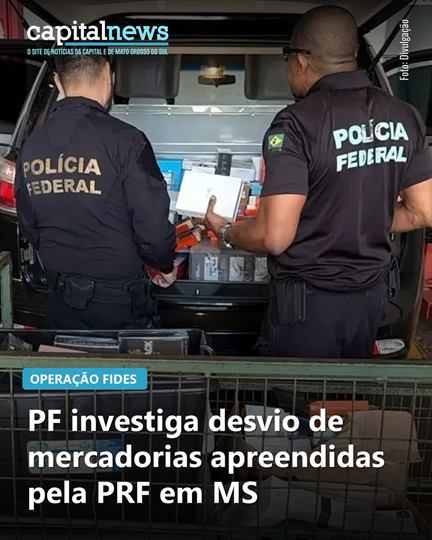 capitalnews
O SITE DE NOTÍCIAS DA CAPITAL E DE MATO GROSSO DO SUL
Foto: Divulgação
POLÍCIA
FEDERAL
POLÍCIA
FEDERAL
OPERAÇÃO FIDES
PF investiga desvio de
mercadorias apreendidas
pela PRF em MS